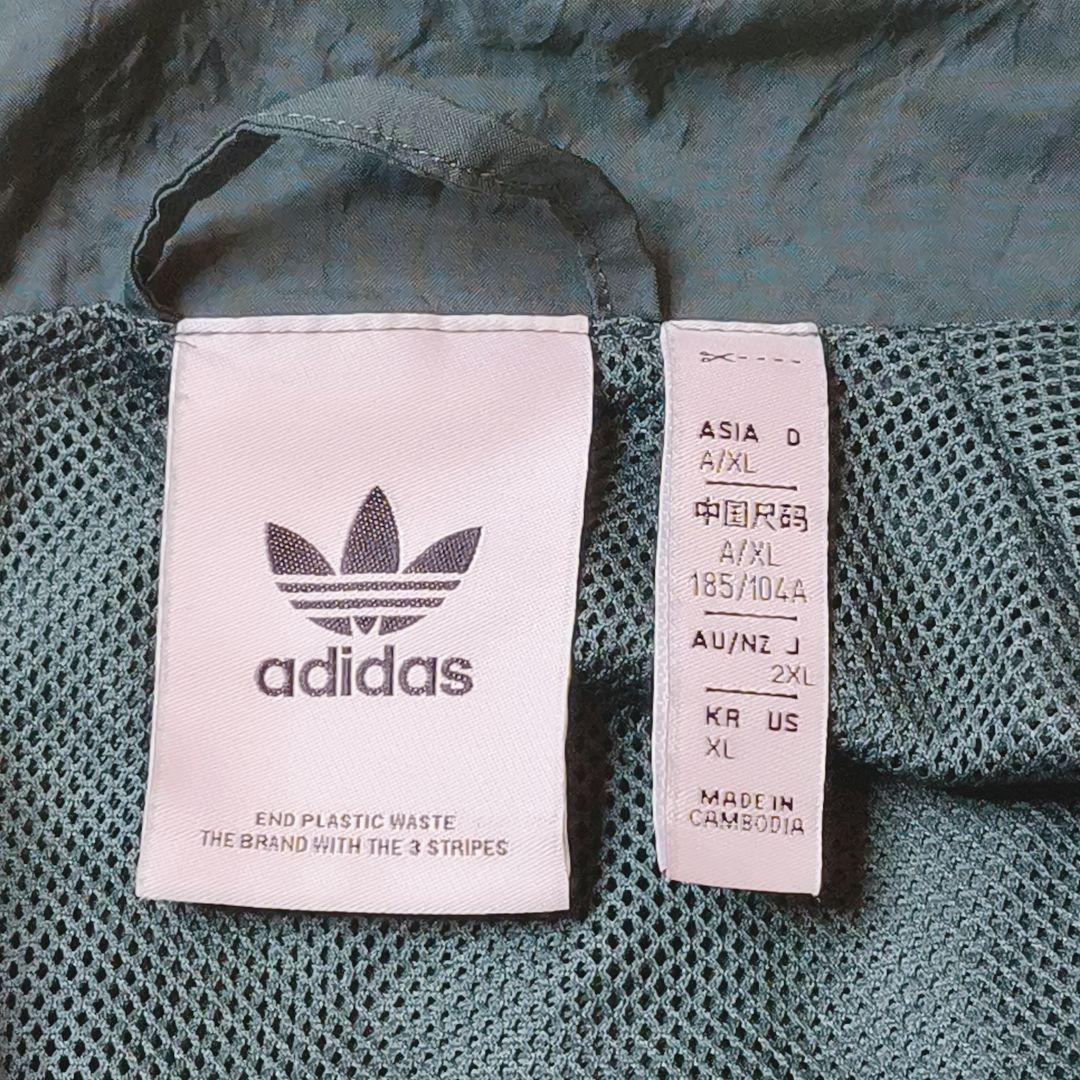 adidas
END PLASTIC WASTE
THE BRAND WITH THE 3 STRIPES
ASIA D
A/XL
中国尺码
A/XL
185/104A
AU/NZ J
2XL
KR US
XL
MADE IN
CAMBODIA